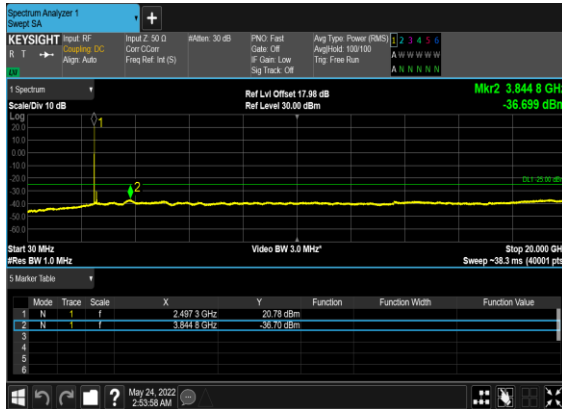 Spectrum Analyzer 1
Swept SA
+
KEYSIGHT Input: RF Input Z: 50 Ω #Atten: 30 dB PNO: Fast Avg Type: Power (RMS) 1 2 3 4 5 6
R T Coupling: DC Corr CCorr Gate: Off Avg|Hold: 100/100 A W W W W W
Align: Auto Freq Ref: Int (S) IF Gain: Low Trig: Free Run
Sig Track: Off A N N N N N
1 Spectrum Ref Lvl Offset 17.98 dB Mkr2 3.844 8 GHz
Scale/Div 10 dB Ref Level 30.00 dBm -36.699 dBm
Log
1
20.0
10.0
0.00
-10.0
-20.0
DL1 -25.00 dBm
2
-30.0
-40.0
-50.0
-60.0
Start 30 MHz Video BW 3.0 MHz* Stop 20.000 GHz
#Res BW 1.0 MHz Sweep ~38.3 ms (40001 pts)
5 Marker Table
Mode Trace Scale X Y Function Function Width Function Value
1 N 1 f 2.497 3 GHz 20.78 dBm
2 N 1 f 3.844 8 GHz -36.70 dBm
3
4
5
6
? May 24, 2022
2:53:58 AM